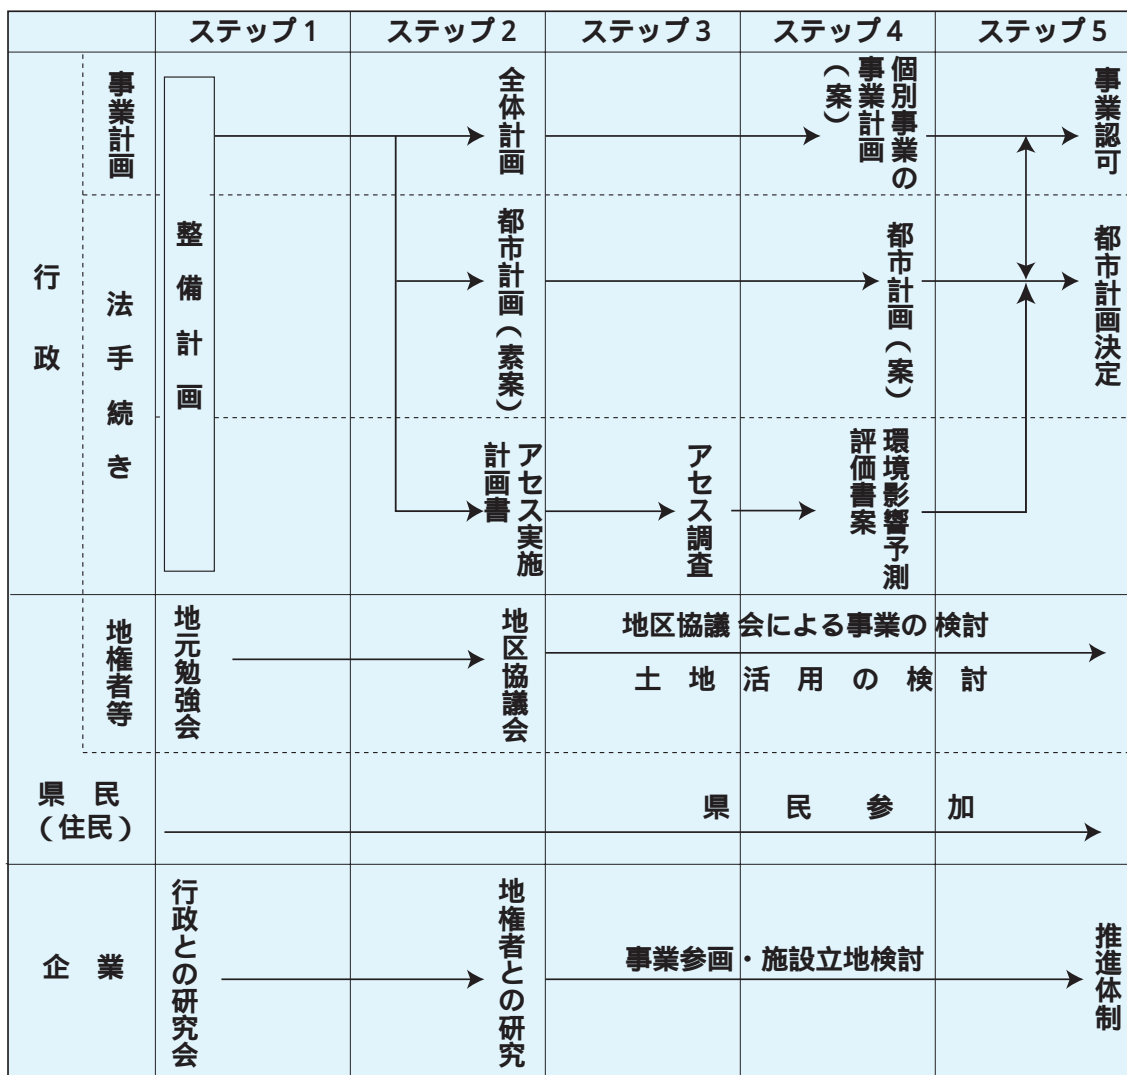 ステップ1
ステップ2
ステップ3
ステップ4
ステップ5
行政
事業計画
法手続き
整備計画
全体計画
個別事業の
事業計画
(案)
事業認可
都市計画(素案)
都市計画(案)
都市計画決定
アセス実施
計画書
アセス調査
環境影響予測
評価書案
地権者等
地元勉強会
地区協議会
地区協議会による事業の検討
土地活用の検討
県民
(住民)
県民参加
企業
行政との研究会
地権者との研究
事業参画・施設立地検討
推進体制